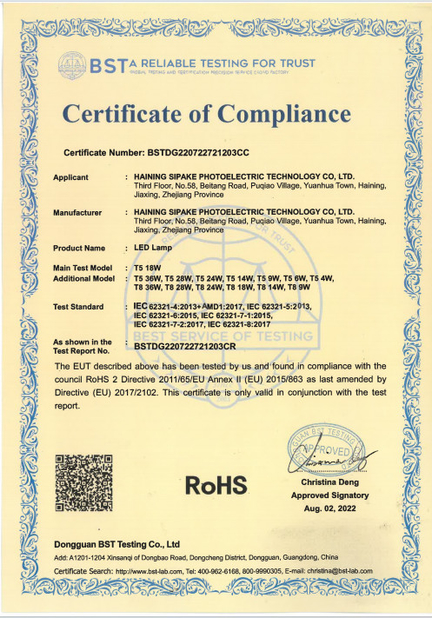 BST A RELIABLE TESTING FOR TRUST
Certificate of Compliance
Certificate Number: BSTDG220722721203CC
Applicant : HAINING SIPAKE PHOTOELECTRIC TECHNOLOGY CO, LTD.
Third Floor, No.58, Beitang Road, Puqiao Village, Yuanhua Town, Haining,
Jiaxing, Zhejiang Province
Manufacturer : HAINING SIPAKE PHOTOELECTRIC TECHNOLOGY CO, LTD.
Third Floor, No.58, Beitang Road, Puqiao Village, Yuanhua Town, Haining,
Jiaxing, Zhejiang Province
Product Name : LED Lamp
Main Test Model : T5 18W
Additional Model : T5 36W, T5 28W, T5 24W, T5 14W, T5 9W, T5 6W, T5 4W,
T8 36W, T8 28W, T8 24W, T8 18W, T8 14W, T8 9W
Test Standard : IEC 62321-4:2013+AMD1:2017, IEC 62321-5:2013,
IEC 62321-6:2015, IEC 62321-7-1:2015,
IEC 62321-7-2:2017, IEC 62321-8:2017
BEST SERVICE OF TESTING
As shown in the
Test Report No. : BSTDG220722721203CR
The EUT described above has been tested by us and found in compliance with the
council RoHS 2 Directive 2011/65/EU Annex II (EU) 2015/863 as last amended by
Directive (EU) 2017/2102. This certificate is only valid in conjunction with the test
report.
APPROVED
RoHS
Christina Deng
Approved Signatory
Aug. 02, 2022
Dongguan BST Testing Co., Ltd
Add: A1201-1204 Xinsanqi of Dongbao Road, Dongcheng District, Dongguan, Guangdong, China
Certificate Search: http://www.bst-lab.com, Tel: 400-962-6168, 800-9990305, E-mail: christina@bst-lab.com